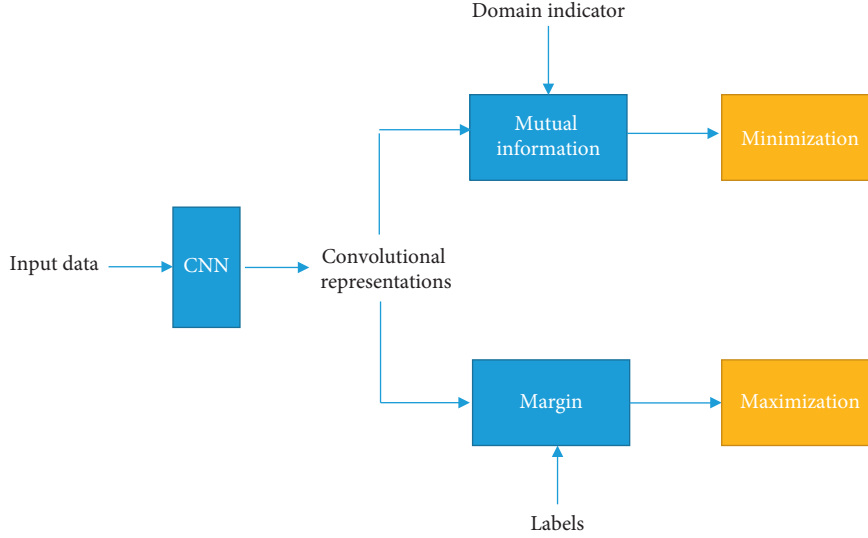 Domain indicator
Mutual
information
Minimization
Input data
CNN
Convolutional
representations
Margin
Maximization
Labels